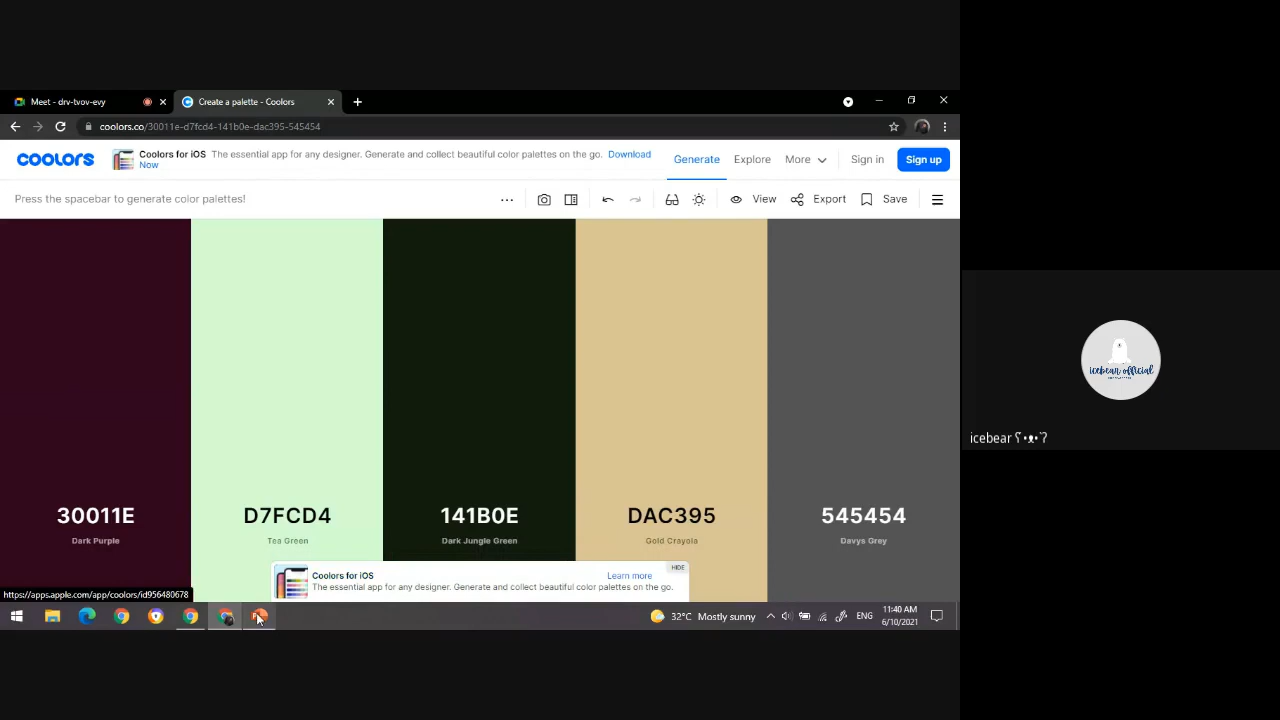 Meet - drv-tvov-evy
Create a palette - Coolors
coolors.co/30011e-d7fcd4-141b0e-dac395-545454
coolors
Coolors for iOS The essential app for any designer. Generate and collect beautiful color palettes on the go. Download
Now
Generate Explore More Sign in Sign up
Press the spacebar to generate color palettes!
View Export Save
30011E D7FCD4 141B0E DAC395 545454
Dark Purple Tea Green Dark Jungle Green Gold Crayola Davys Grey
HIDE
Coolors for iOS Learn more
The essential app for any designer. Generate and collect beautiful color palettes on the go.
https://apps.apple.com/app/coolors/id956480678
32°C Mostly sunny ENG 11:40 AM
6/10/2021
icebear official
icebear ʕ•ᴥ•ʔ